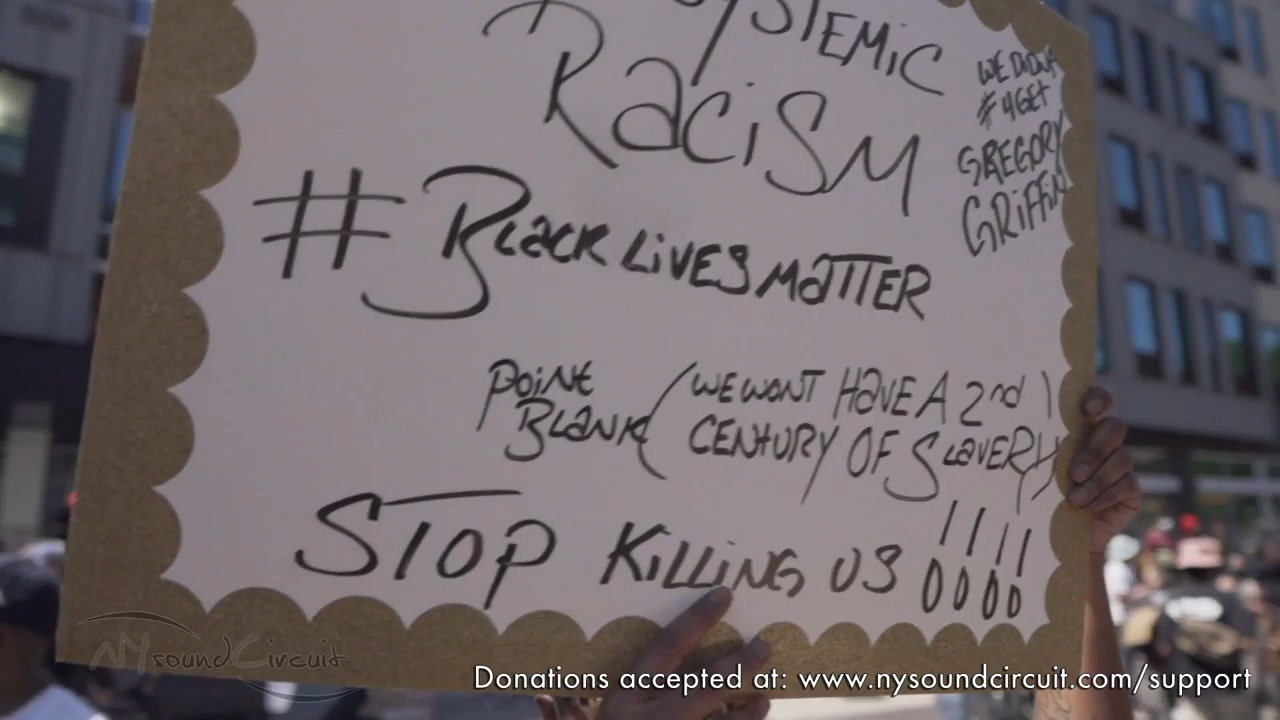 SYSTEMIC
RaciSM
WE DIDNT
# 4GET
GREGORY
GRiFFiN
# BLacK LiVES MaTTER
POiNt
BLaNK
(WE WONT HaVE A 2nd)
(CENtURY OF SLaVERY)
STOP KiLLiNG US !!!!
NYsoundCircuit
Donations accepted at: www.nysoundcircuit.com/support